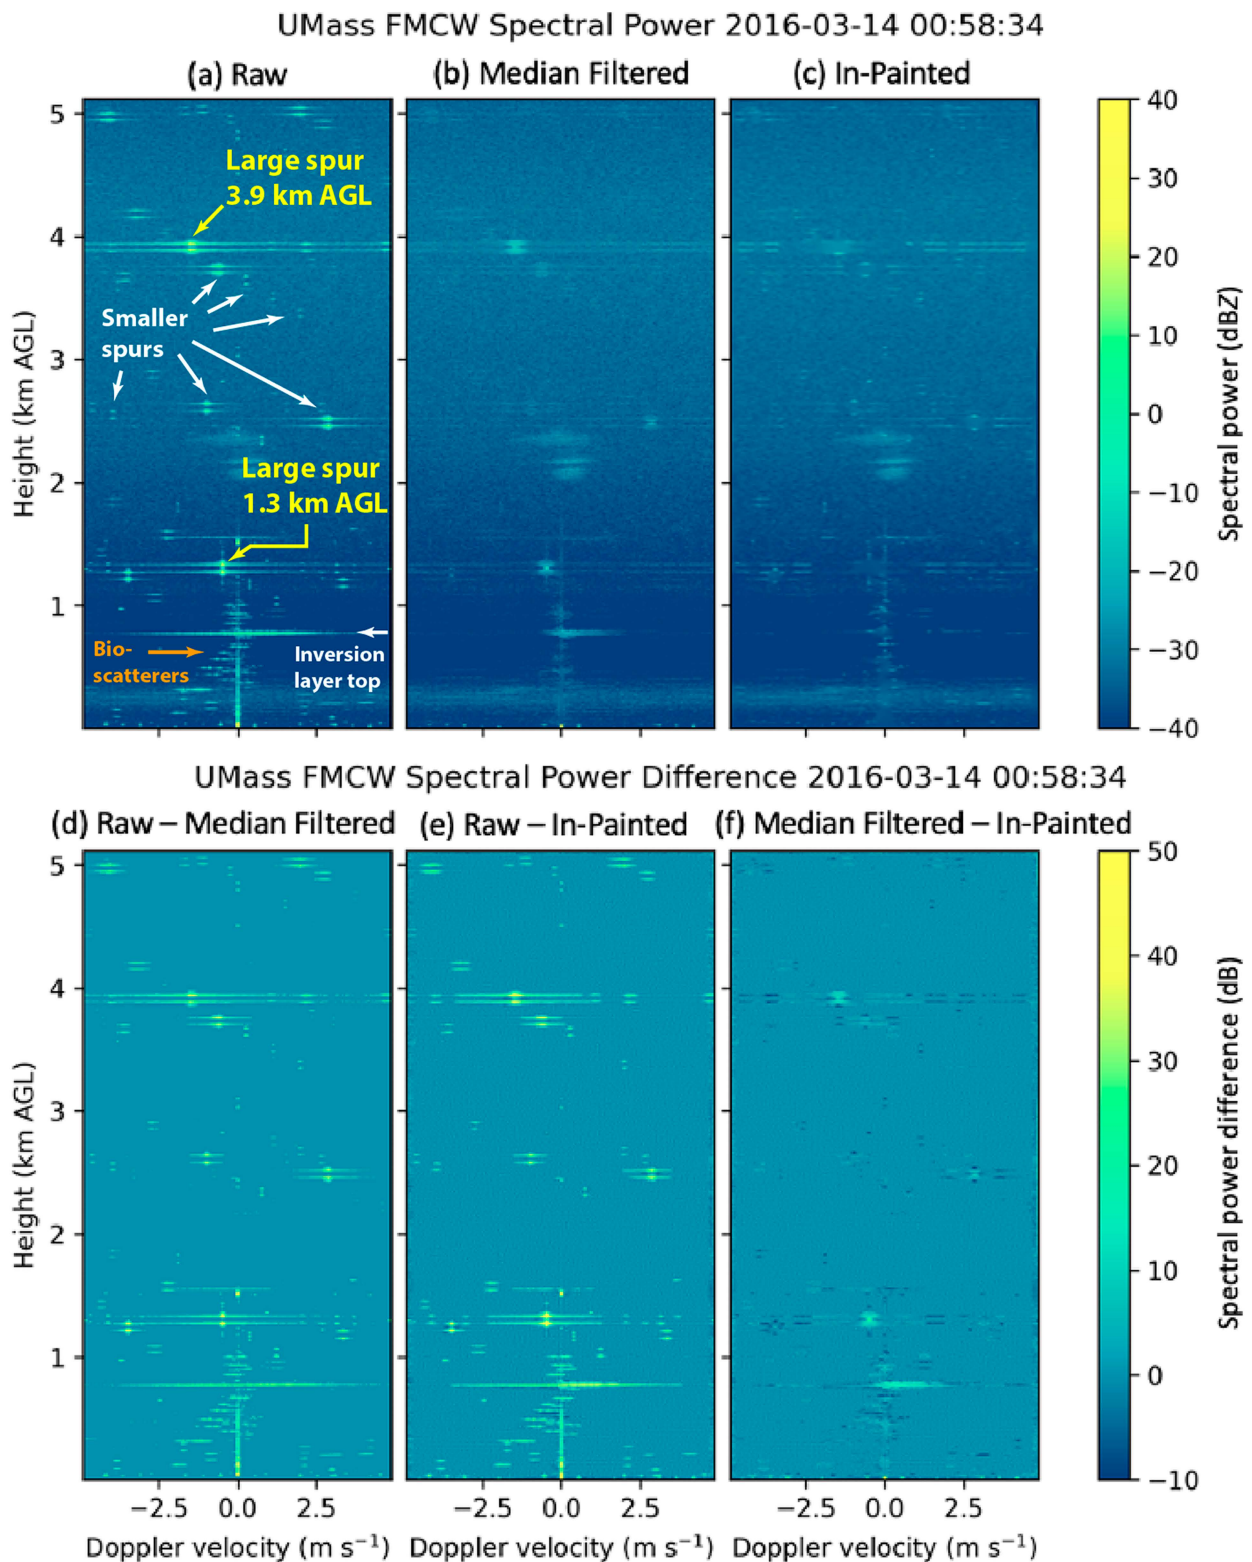 UMass FMCW Spectral Power 2016-03-14 00:58:34
(a) Raw
(b) Median Filtered
(c) In-Painted
Large spur
3.9 km AGL
Smaller
spurs
Large spur
1.3 km AGL
Bio-
scatterers
Inversion
layer top
5
4
3
2
1
Height (km AGL)
40
30
20
10
0
−10
−20
−30
−40
Spectral power (dBZ)
UMass FMCW Spectral Power Difference 2016-03-14 00:58:34
(d) Raw – Median Filtered
(e) Raw – In-Painted
(f) Median Filtered – In-Painted
5
4
3
2
1
Height (km AGL)
−2.5 0.0 2.5
−2.5 0.0 2.5
−2.5 0.0 2.5
Doppler velocity (m s⁻¹)
Doppler velocity (m s⁻¹)
Doppler velocity (m s⁻¹)
50
40
30
20
10
0
−10
Spectral power difference (dB)